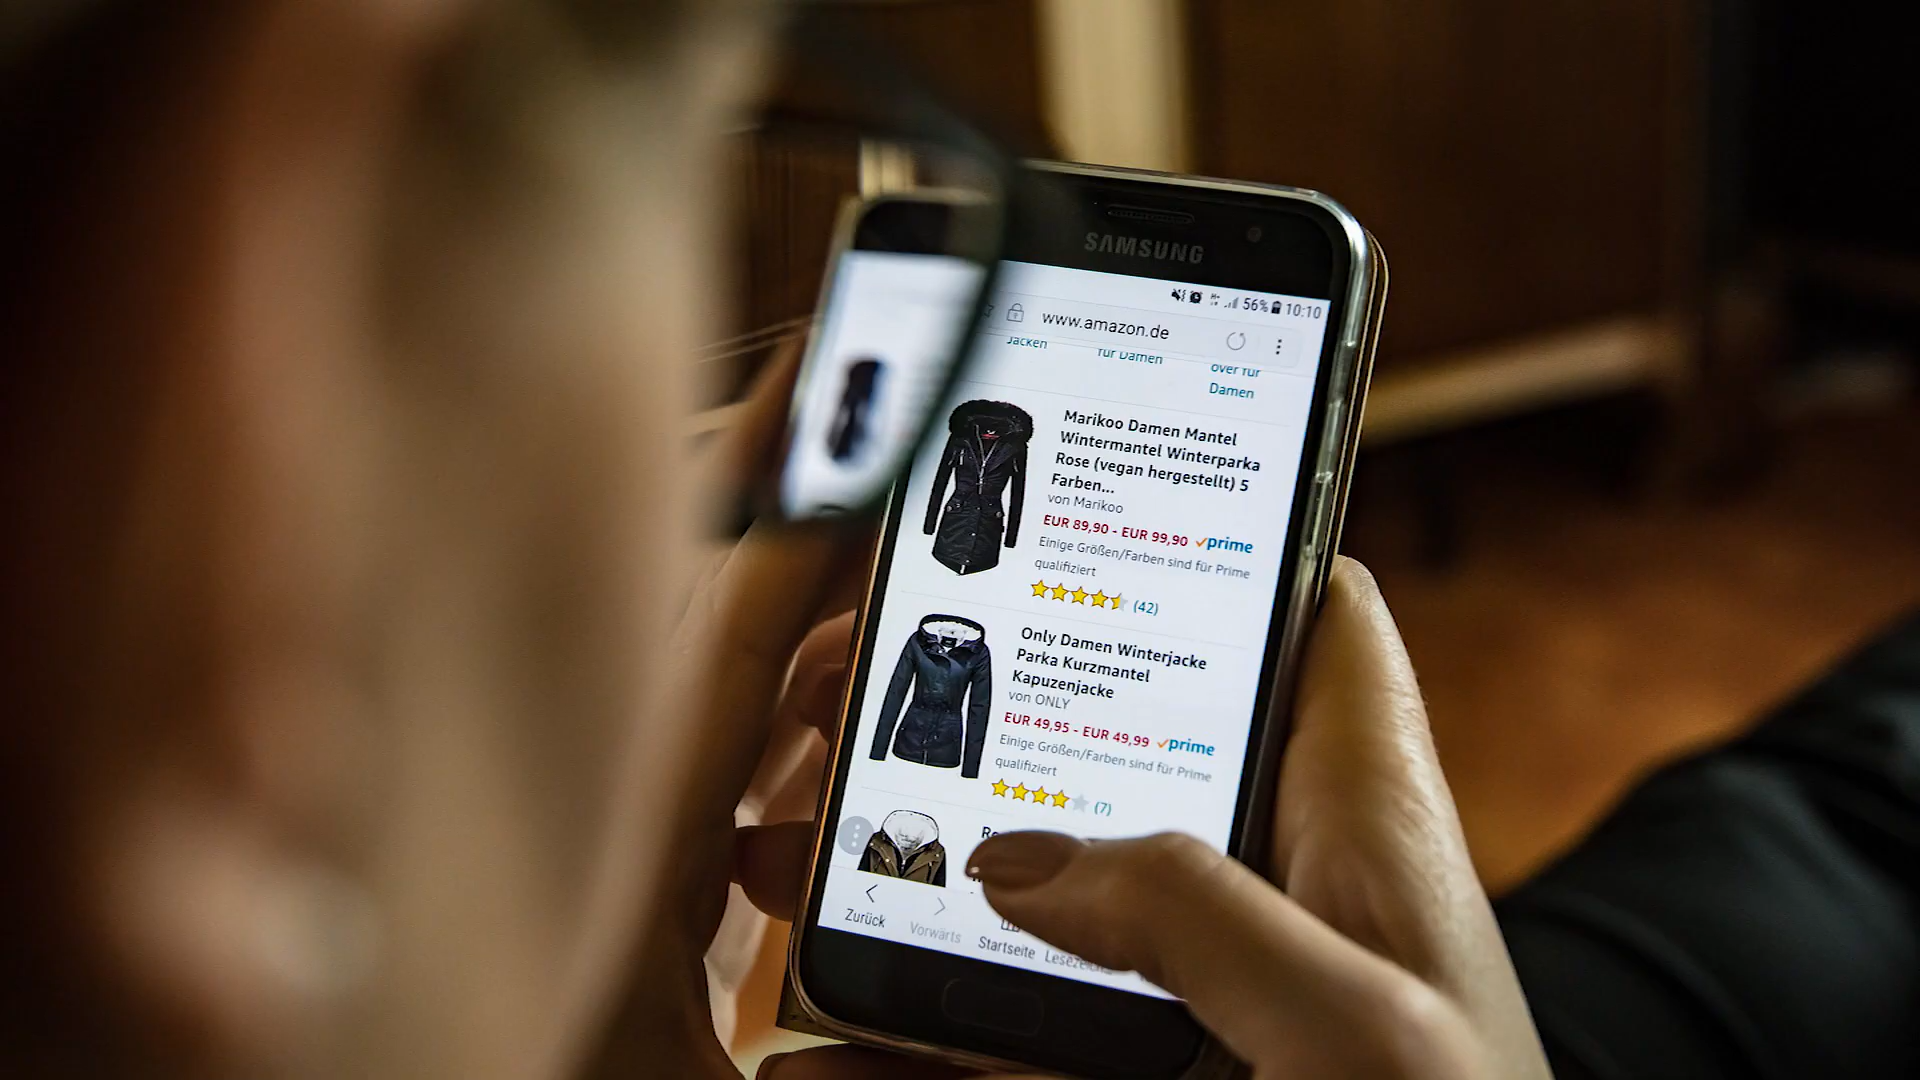 SAMSUNG
56% 10:10
www.amazon.de
Jacken
für Damen
over für
Damen
Marikoo Damen Mantel
Wintermantel Winterparka
Rose (vegan hergestellt) 5
Farben...
von Marikoo
EUR 89,90 - EUR 99,90 prime
Einige Größen/Farben sind für Prime
qualifiziert
(42)
Only Damen Winterjacke
Parka Kurzmantel
Kapuzenjacke
von ONLY
EUR 49,95 - EUR 49,99 prime
Einige Größen/Farben sind für Prime
qualifiziert
(7)
Zurück
Vorwärts
Startseite